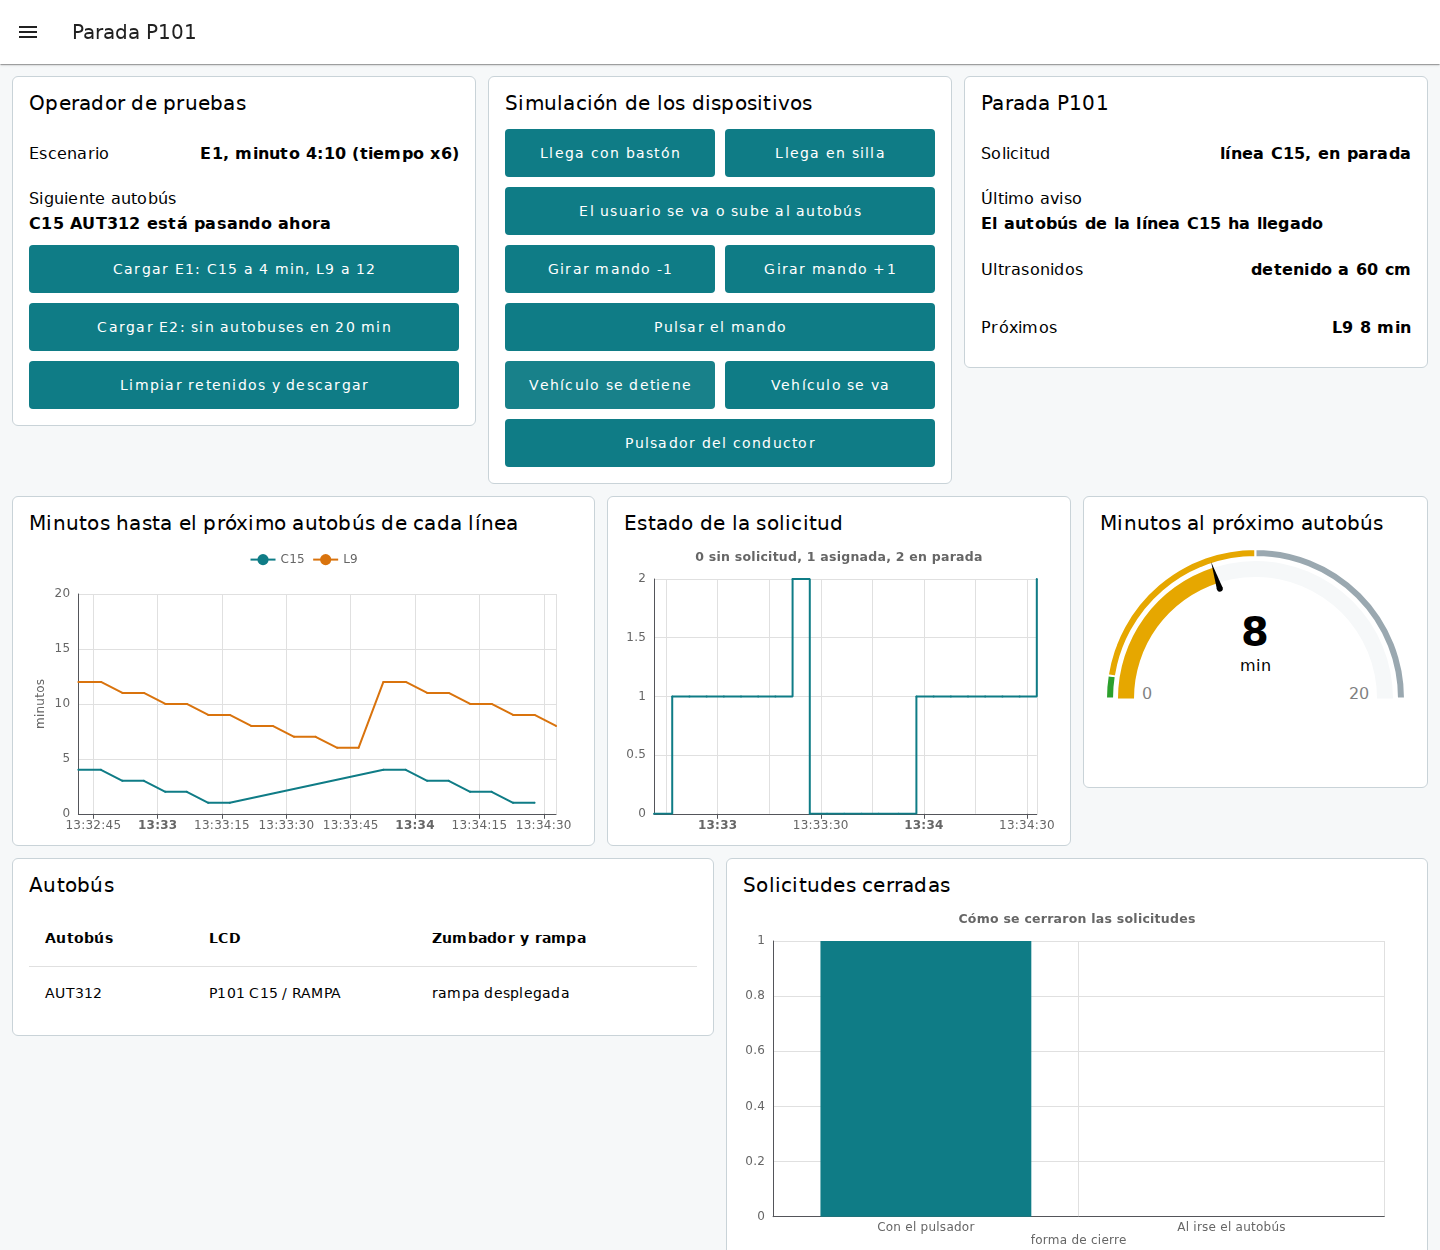 Parada P101
Operador de pruebas
Escenario
E1, minuto 4:10 (tiempo x6)
Siguiente autobús
C15 AUT312 está pasando ahora
Cargar E1: C15 a 4 min, L9 a 12
Cargar E2: sin autobuses en 20 min
Limpiar retenidos y descargar
Simulación de los dispositivos
Llega con bastón
Llega en silla
El usuario se va o sube al autobús
Girar mando -1
Girar mando +1
Pulsar el mando
Vehículo se detiene
Vehículo se va
Pulsador del conductor
Parada P101
Solicitud
línea C15, en parada
Último aviso
El autobús de la línea C15 ha llegado
Ultrasonidos
detenido a 60 cm
Próximos
L9 8 min
Minutos hasta el próximo autobús de cada línea
C15
L9
20
15
10
5
0
minutos
13:32:45
13:33
13:33:15
13:33:30
13:33:45
13:34
13:34:15
13:34:30
Estado de la solicitud
0 sin solicitud, 1 asignada, 2 en parada
2
1.5
1
0.5
0
13:33
13:33:30
13:34
13:34:30
Minutos al próximo autobús
8
min
0
20
Autobús
Autobús
LCD
Zumbador y rampa
AUT312
P101 C15 / RAMPA
rampa desplegada
Solicitudes cerradas
Cómo se cerraron las solicitudes
1
0.8
0.6
0.4
0.2
0
Con el pulsador
Al irse el autobús
forma de cierre